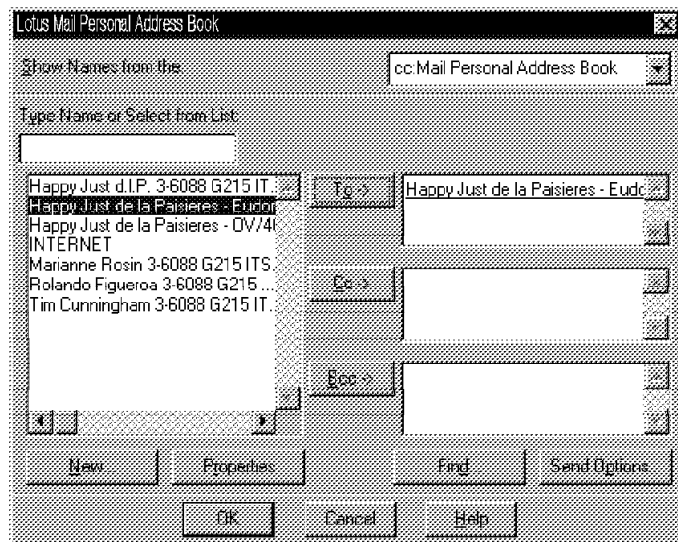 Lotus Mail Personal Address Book
Show Names from the:
cc:Mail Personal Address Book
Type Name or Select from List:
Happy Just d.l.P. 3-6088 G215 IT...
Happy Just de la Paisieres - Eudor
Happy Just de la Paisieres - OV/40
INTERNET
Marianne Rosin 3-6088 G215 ITS...
Rolando Figueroa 3-6088 G215 ...
Tim Cunningham 3-6088 G215 IT...
To ->
Happy Just de la Paisieres - Eudo
Cc ->
Bcc ->
New...
Properties
Find...
Send Options...
OK
Cancel
Help